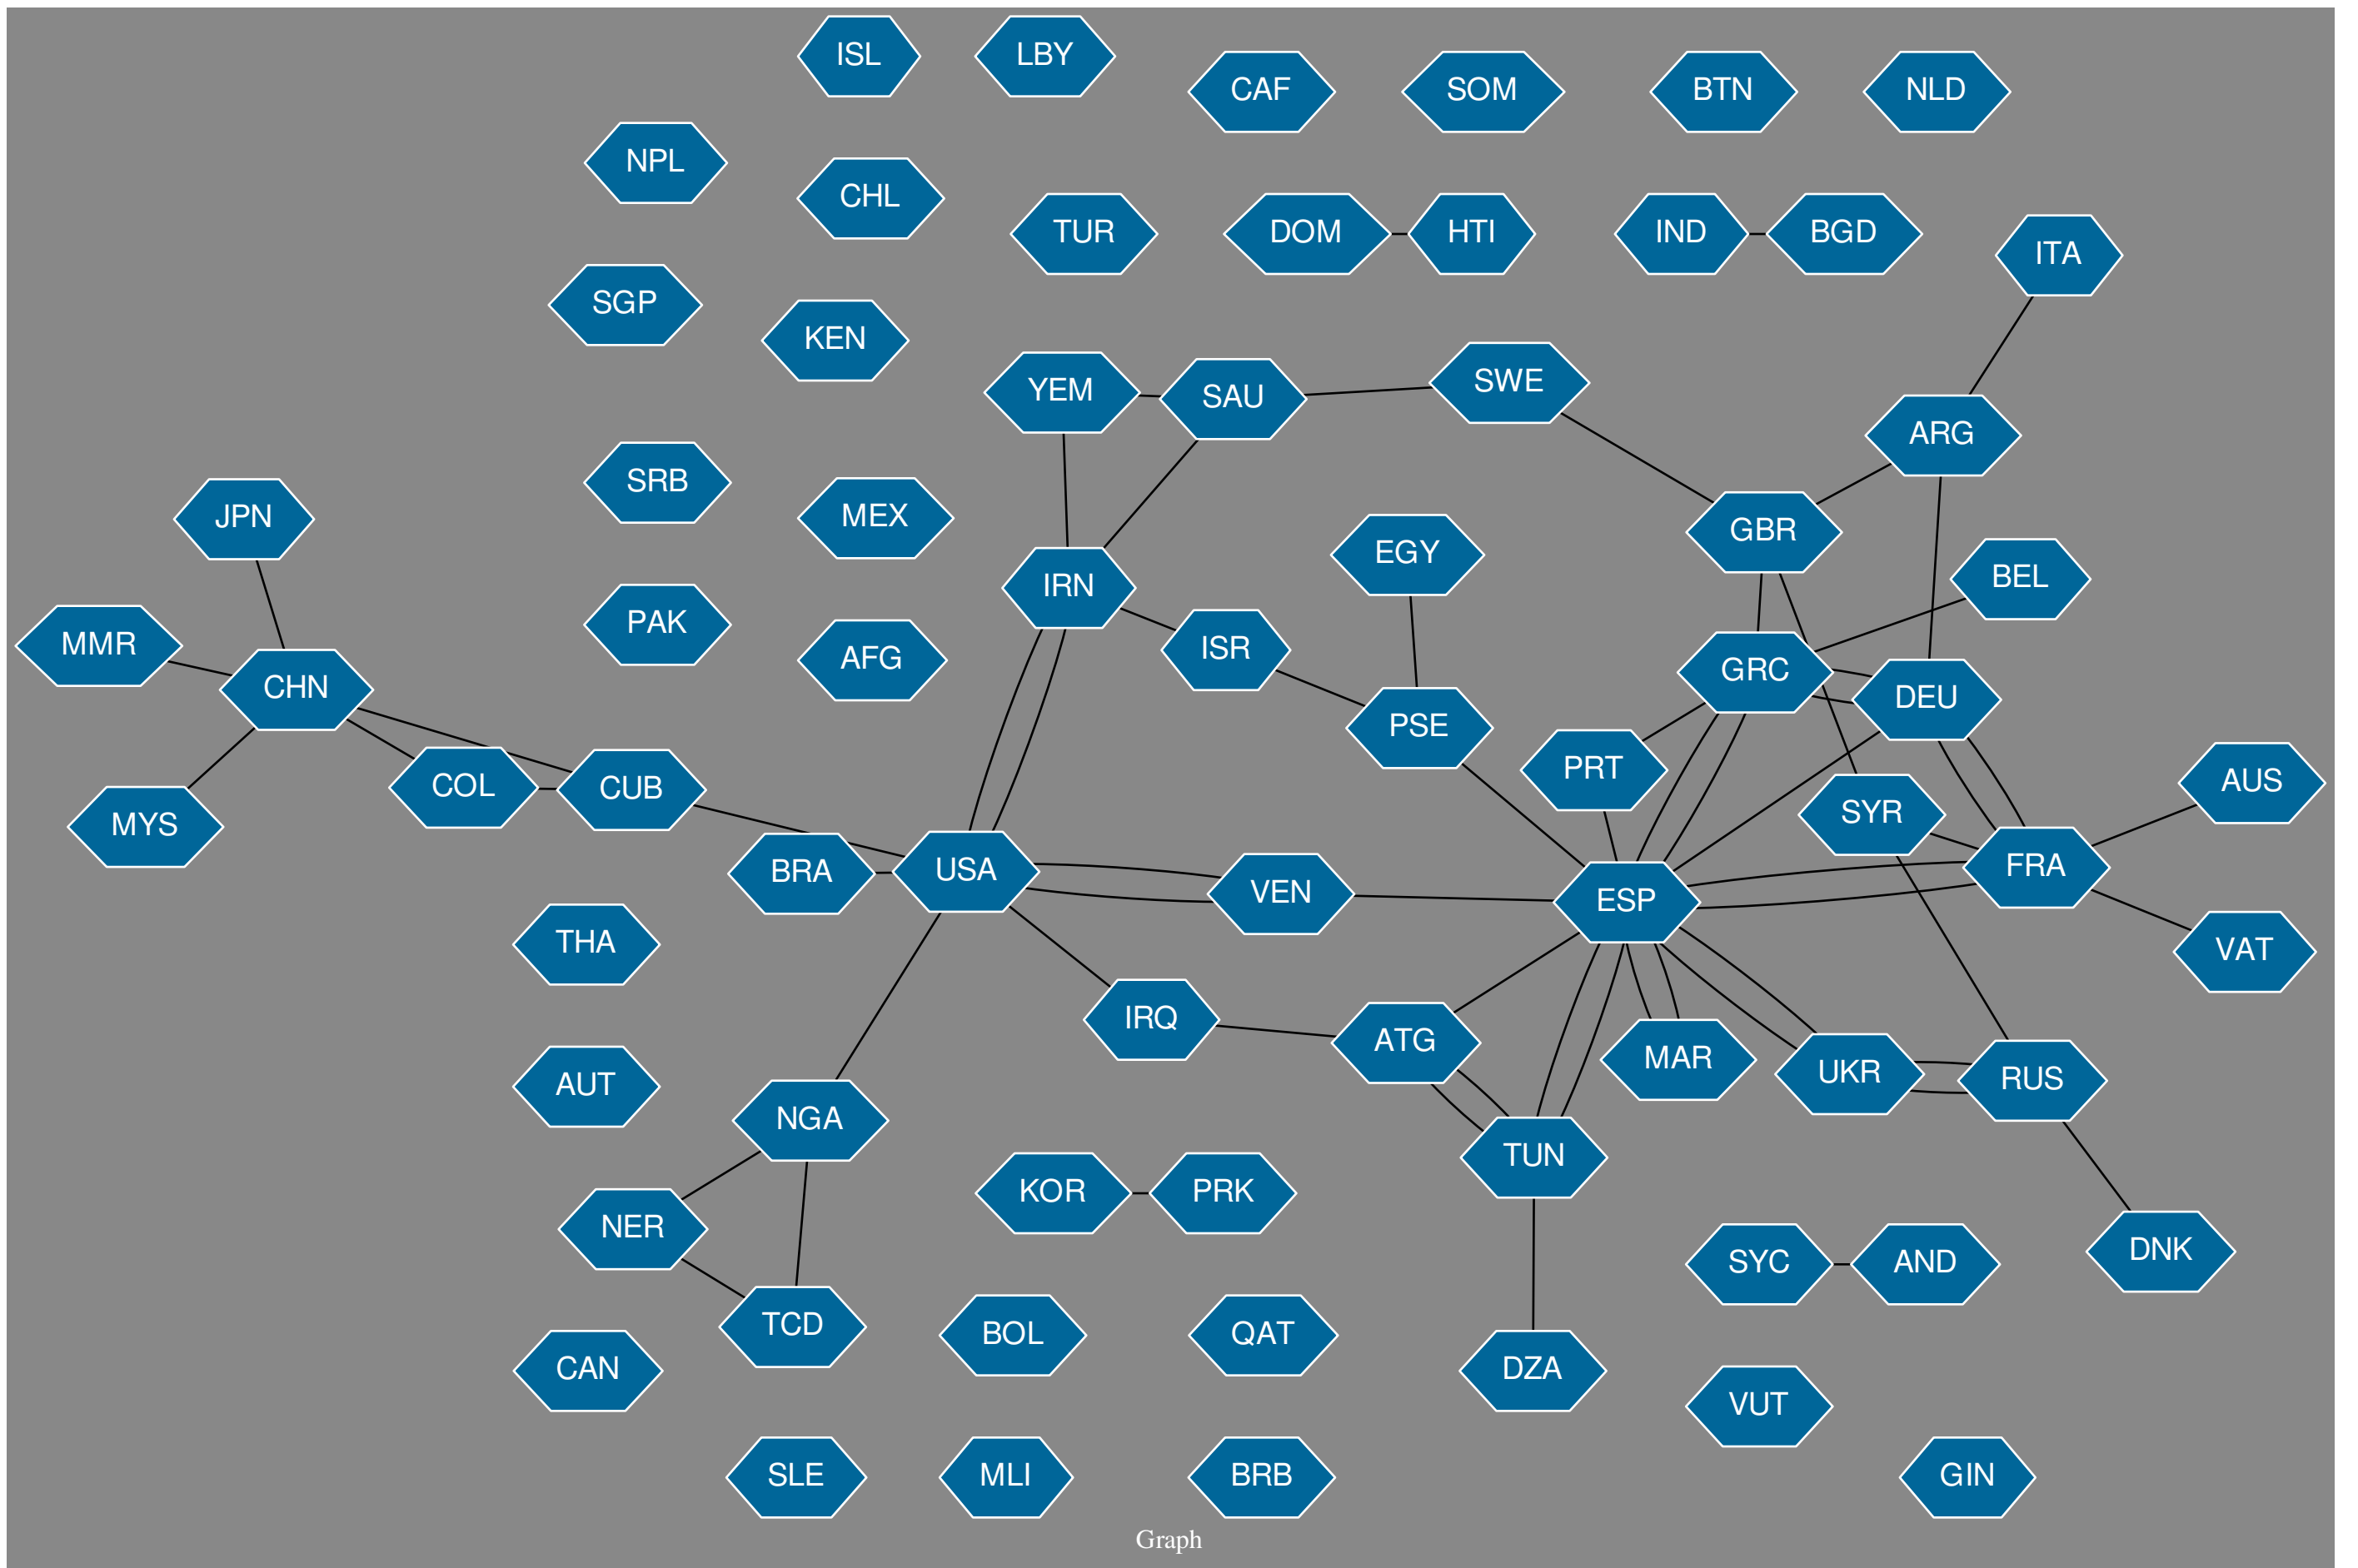 ISL
LBY
CAF
SOM
BTN
NLD
NPL
CHL
TUR
DOM
HTI
IND
BGD
ITA
SGP
KEN
YEM
SAU
SWE
ARG
SRB
MEX
JPN
GBR
EGY
BEL
IRN
PAK
MMR
ISR
AFG
GRC
CHN
DEU
PSE
PRT
AUS
COL
CUB
SYR
MYS
BRA
USA
FRA
VEN
ESP
THA
VAT
IRQ
ATG
MAR
UKR
RUS
AUT
NGA
TUN
KOR
PRK
NER
DNK
SYC
AND
TCD
BOL
QAT
CAN
DZA
VUT
SLE
MLI
BRB
GIN
Graph